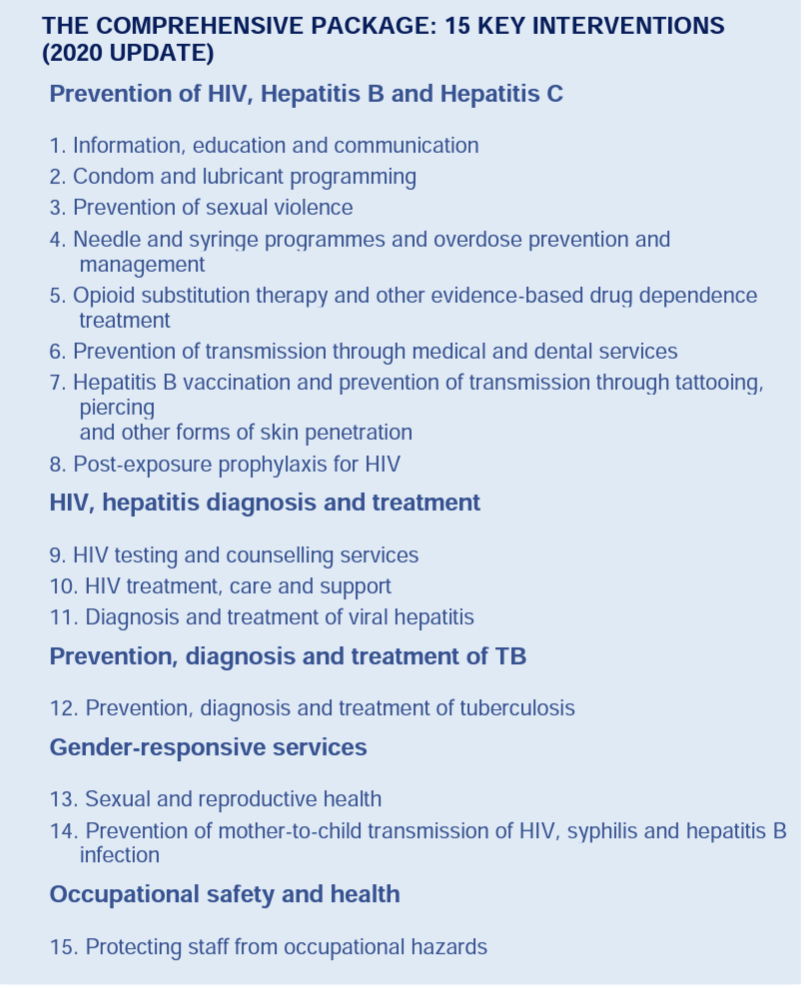 THE COMPREHENSIVE PACKAGE: 15 KEY INTERVENTIONS
(2020 UPDATE)
Prevention of HIV, Hepatitis B and Hepatitis C
1. Information, education and communication
2. Condom and lubricant programming
3. Prevention of sexual violence
4. Needle and syringe programmes and overdose prevention and
management
5. Opioid substitution therapy and other evidence-based drug dependence
treatment
6. Prevention of transmission through medical and dental services
7. Hepatitis B vaccination and prevention of transmission through tattooing,
piercing
and other forms of skin penetration
8. Post-exposure prophylaxis for HIV
HIV, hepatitis diagnosis and treatment
9. HIV testing and counselling services
10. HIV treatment, care and support
11. Diagnosis and treatment of viral hepatitis
Prevention, diagnosis and treatment of TB
12. Prevention, diagnosis and treatment of tuberculosis
Gender-responsive services
13. Sexual and reproductive health
14. Prevention of mother-to-child transmission of HIV, syphilis and hepatitis B
infection
Occupational safety and health
15. Protecting staff from occupational hazards